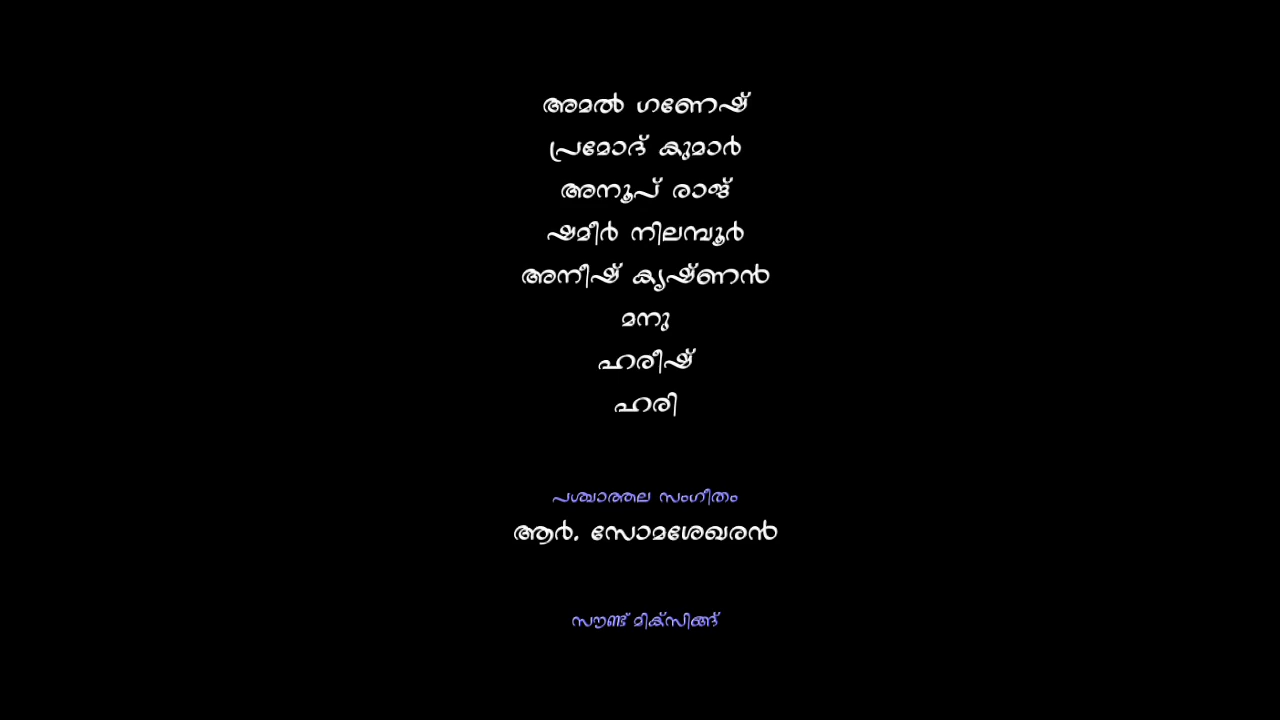 അമൽ ഗണേഷ്
പ്രമോദ് കുമാർ
അനൂപ് രാജ്
ഷമീർ നിലമ്പൂർ
അനീഷ് കൃഷ്ണൻ
മനു
ഹരീഷ്
ഹരി
പശ്ചാത്തല സംഗീതം
ആർ. സോമശേഖരൻ
സൗണ്ട് മിക്സിങ്ങ്